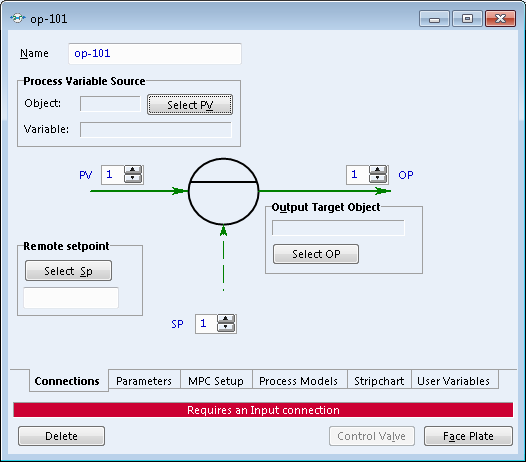 op-101
Name op-101
Process Variable Source
Object: Select PV
Variable:
PV 1 1 OP
Output Target Object
Select OP
Remote setpoint
Select Sp
SP 1
Connections Parameters MPC Setup Process Models Stripchart User Variables
Requires an Input connection
Delete Control Valve Face Plate